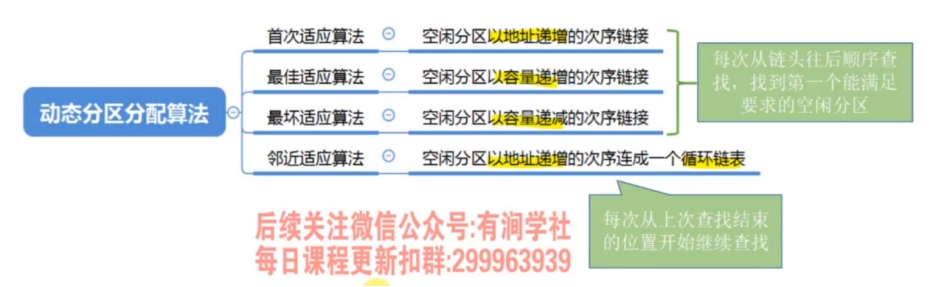 首次适应算法
空闲分区以地址递增的次序链接
最佳适应算法
空闲分区以容量递增的次序链接
最坏适应算法
空闲分区以容量递减的次序链接
邻近适应算法
空闲分区以地址递增的次序连成一个循环链表
动态分区分配算法
每次从链头往后顺序查
找，找到第一个能满足
要求的空闲分区
每次从上次查找结束
的位置开始继续查找
后续关注微信公众号:有涧学社
每日课程更新扣群:299963939